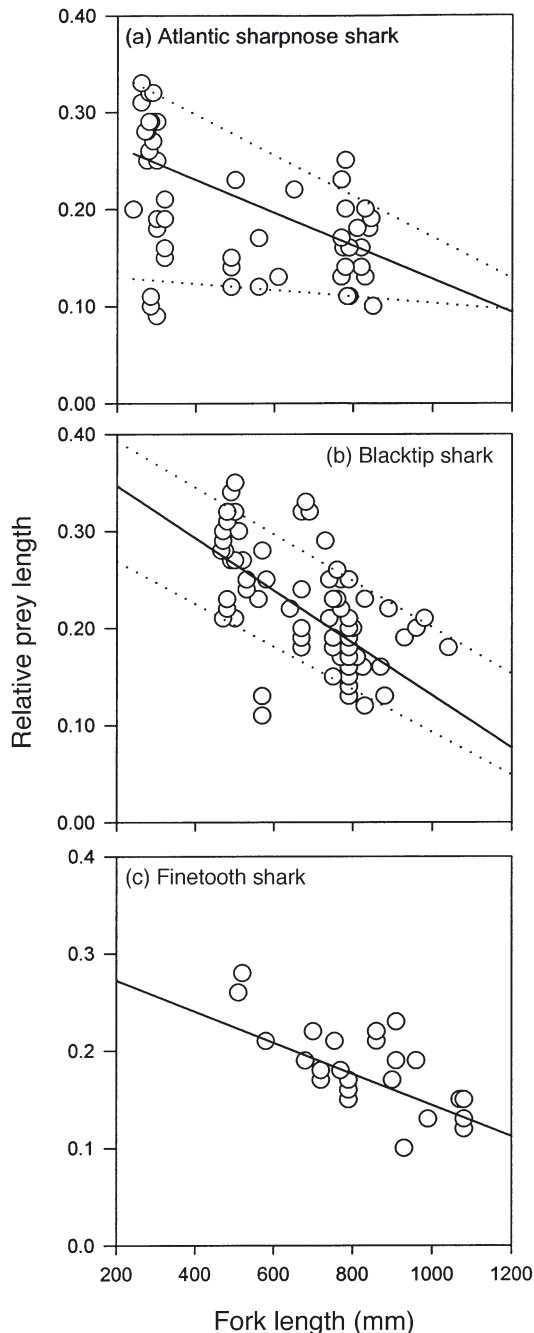 0.40
(a) Atlantic sharpnose shark
0.30
0.20
0.10
0.00
0.40
(b) Blacktip shark
0.30
0.20
0.10
0.00
Relative prey length
0.4
(c) Finetooth shark
0.3
0.2
0.1
0.0
200 400 600 800 1000 1200
Fork length (mm)